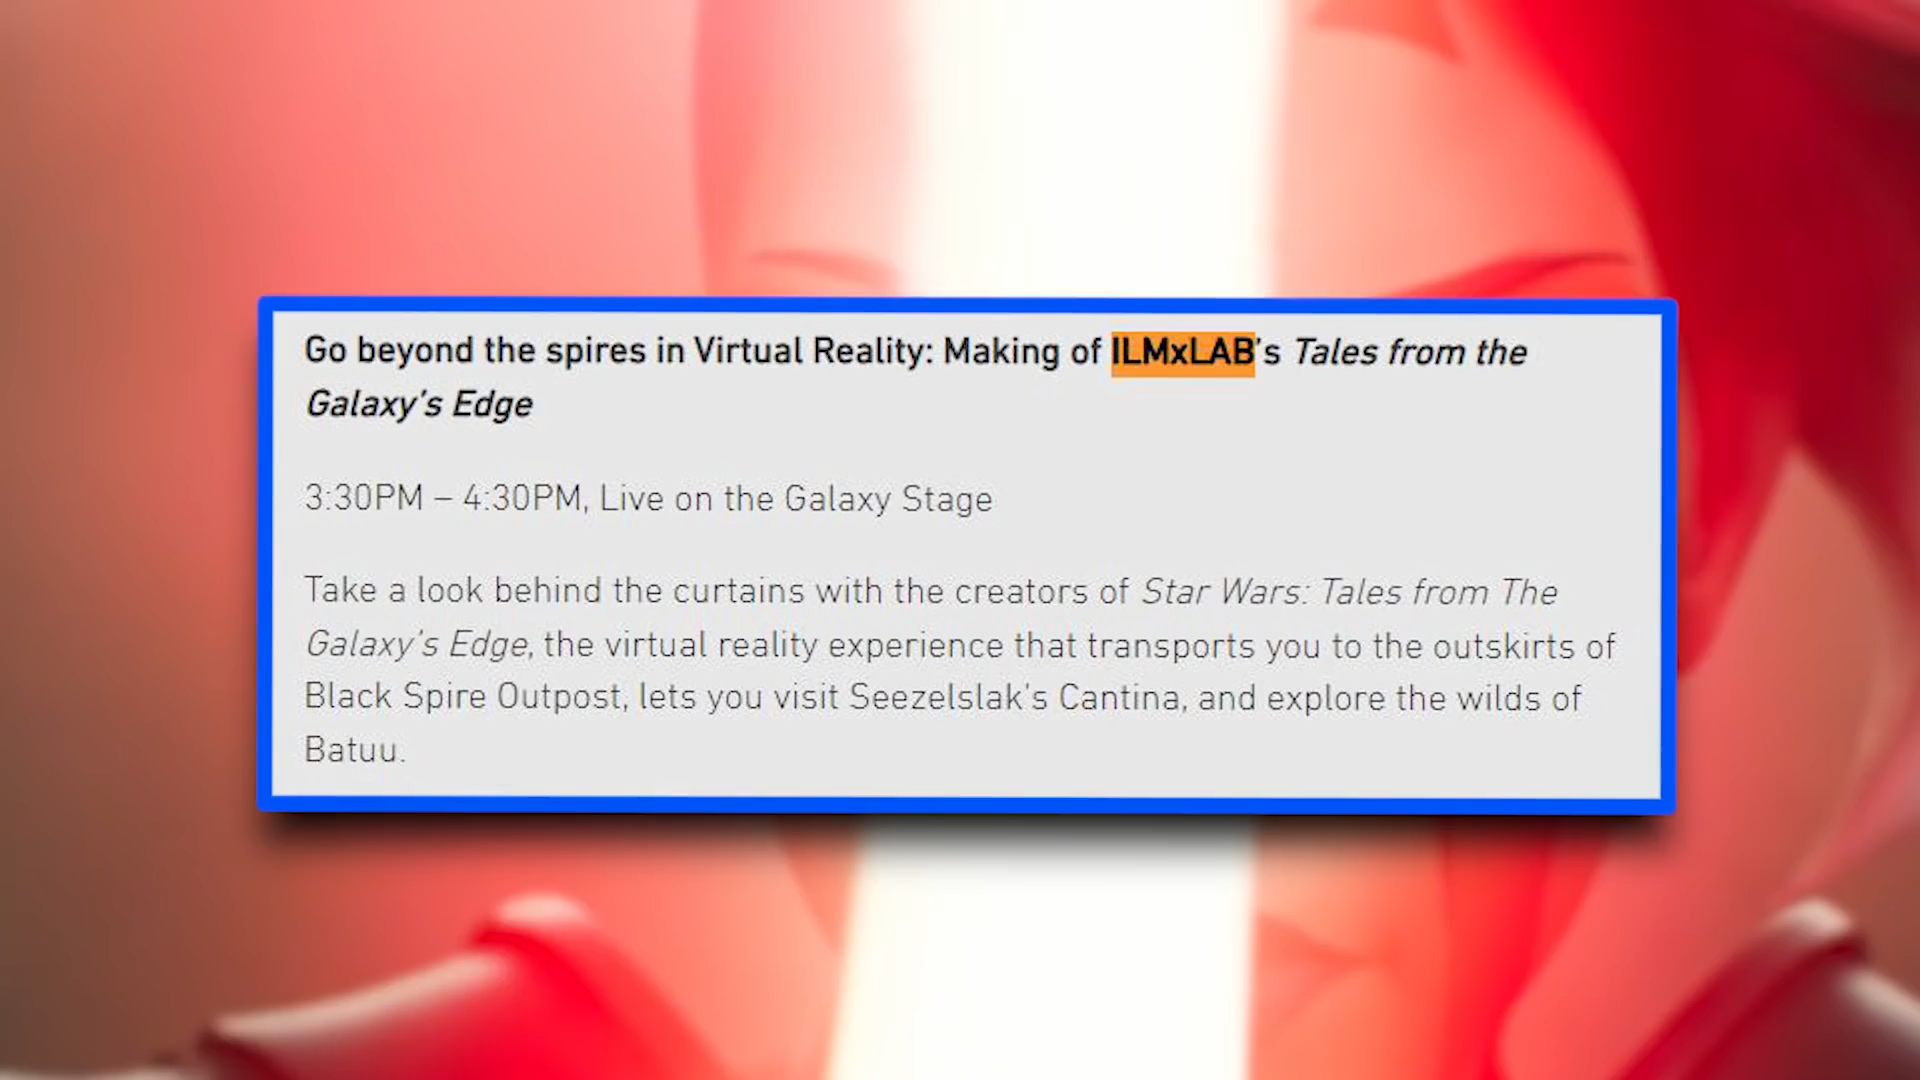 Go beyond the spires in Virtual Reality: Making of ILMxLAB's Tales from the
Galaxy's Edge
3:30PM – 4:30PM, Live on the Galaxy Stage
Take a look behind the curtains with the creators of Star Wars: Tales from The
Galaxy's Edge, the virtual reality experience that transports you to the outskirts of
Black Spire Outpost, lets you visit Seezelslak's Cantina, and explore the wilds of
Batuu.